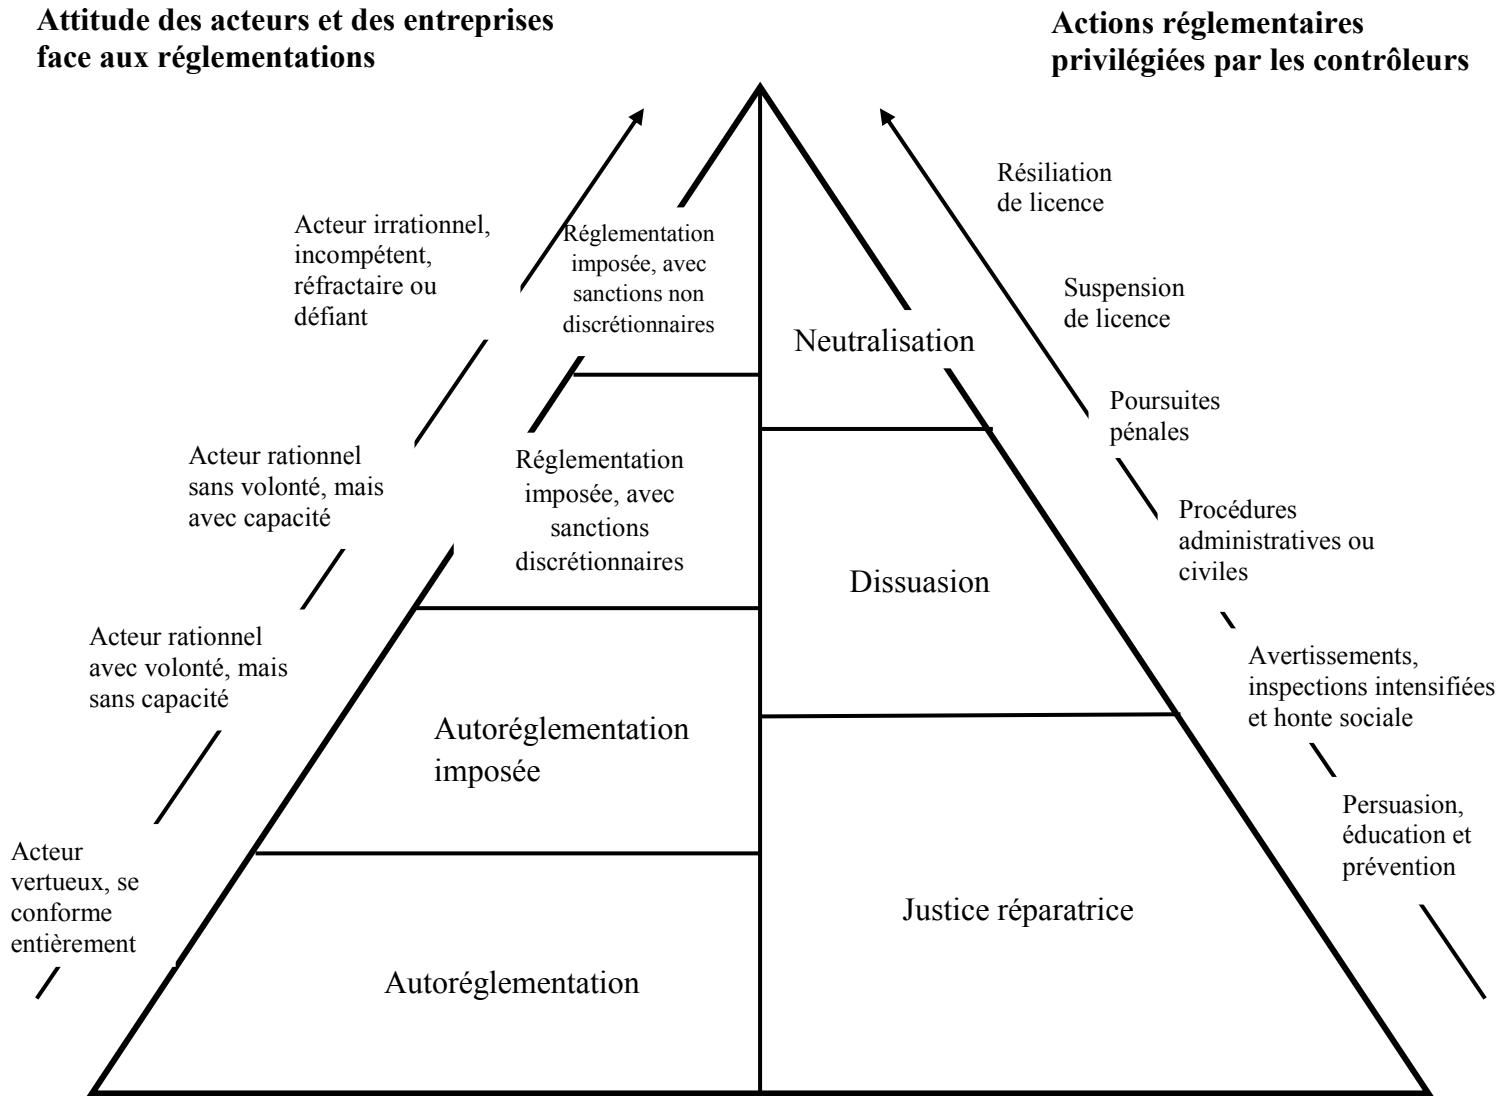 Attitude des acteurs et des entreprises
face aux réglementations
Actions réglementaires
privilégiées par les contrôleurs
Acteur irrationnel,
incompétent,
réfractaire ou
défiant
Acteur rationnel
sans volonté, mais
avec capacité
Acteur rationnel
avec volonté, mais
sans capacité
Acteur
vertueux, se
conforme
entièrement
Réglementation
imposée, avec
sanctions non
discrétionnaires
Réglementation
imposée, avec
sanctions
discrétionnaires
Autoréglementation
imposée
Autoréglementation
Neutralisation
Dissuasion
Justice réparatrice
Résiliation
de licence
Suspension
de licence
Poursuites
pénales
Procédures
administratives ou
civiles
Avertissements,
inspections intensifiées
et honte sociale
Persuasion,
éducation et
prévention